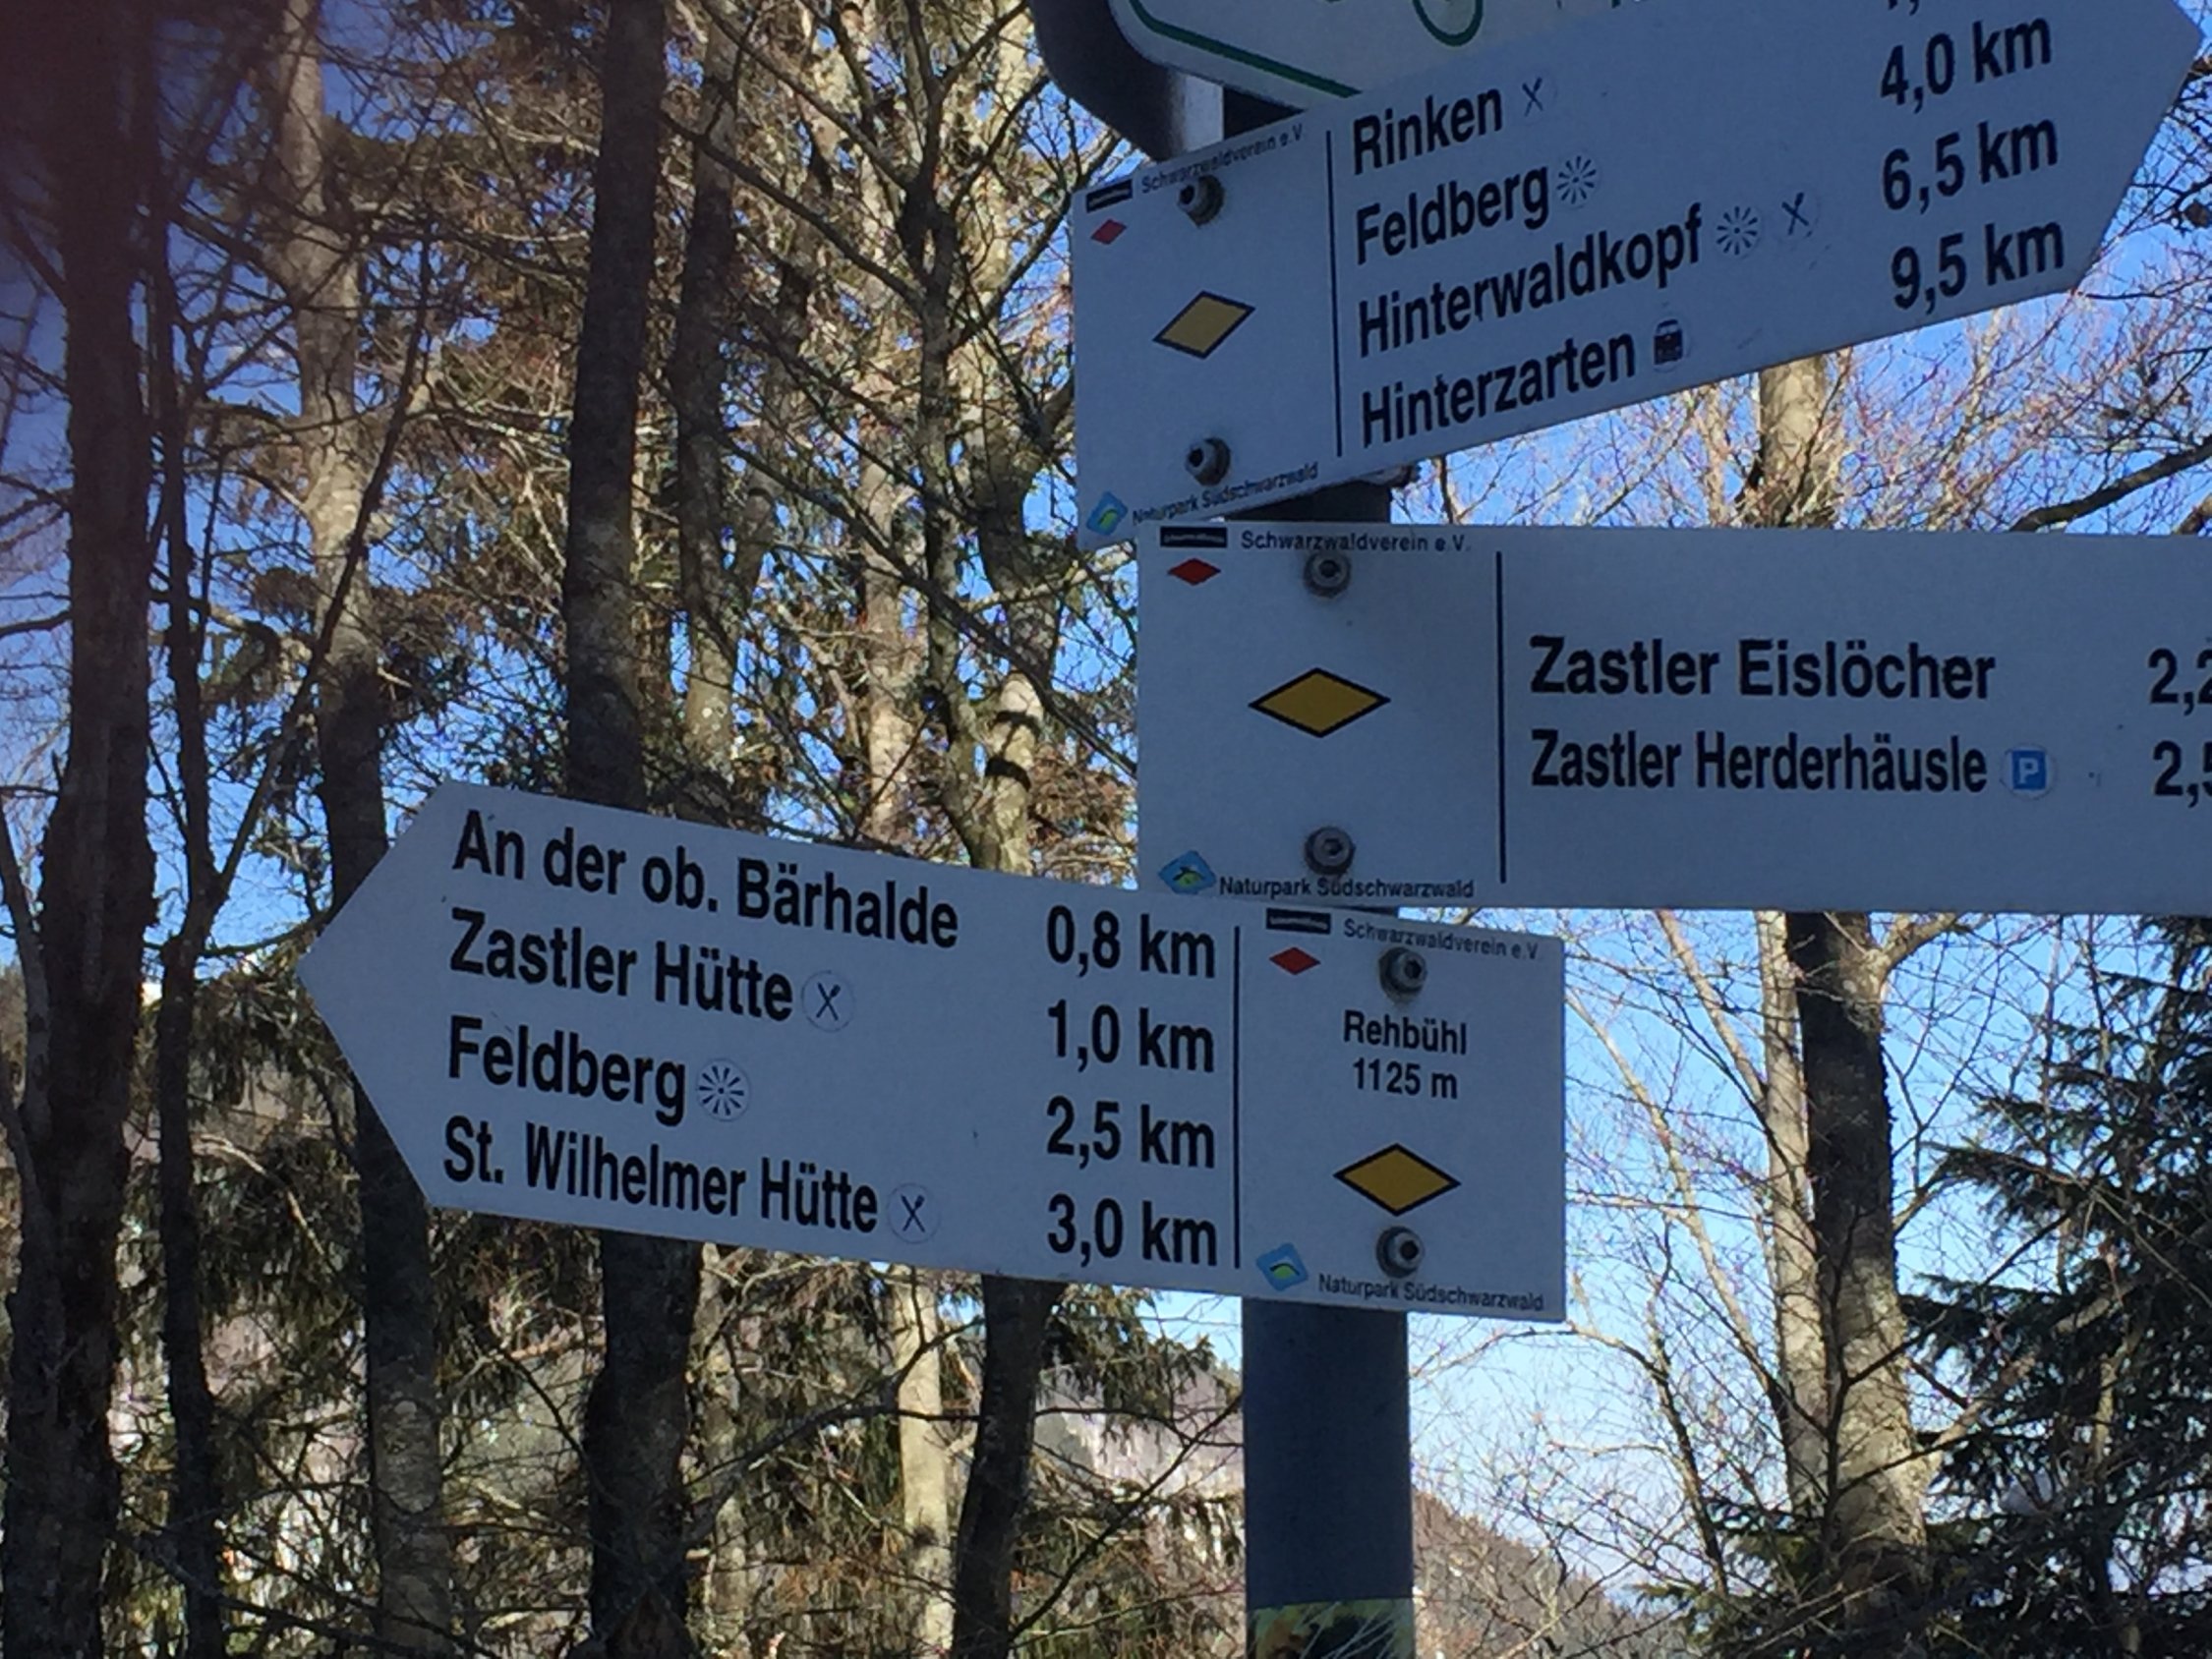 Schwarzwaldverein e.V.
Rinken
Feldberg 4,0 km
Hinterwaldkopf 6,5 km
Hinterzarten 9,5 km
Naturpark Südschwarzwald
Schwarzwaldverein e.V.
Zastler Eislöcher
Zastler Herderhäusle P
Naturpark Südschwarzwald
An der ob. Bärhalde 0,8 km
Zastler Hütte 1,0 km
Feldberg 2,5 km
St. Wilhelmer Hütte 3,0 km
Schwarzwaldverein e.V.
Rehbühl
1125 m
Naturpark Südschwarzwald